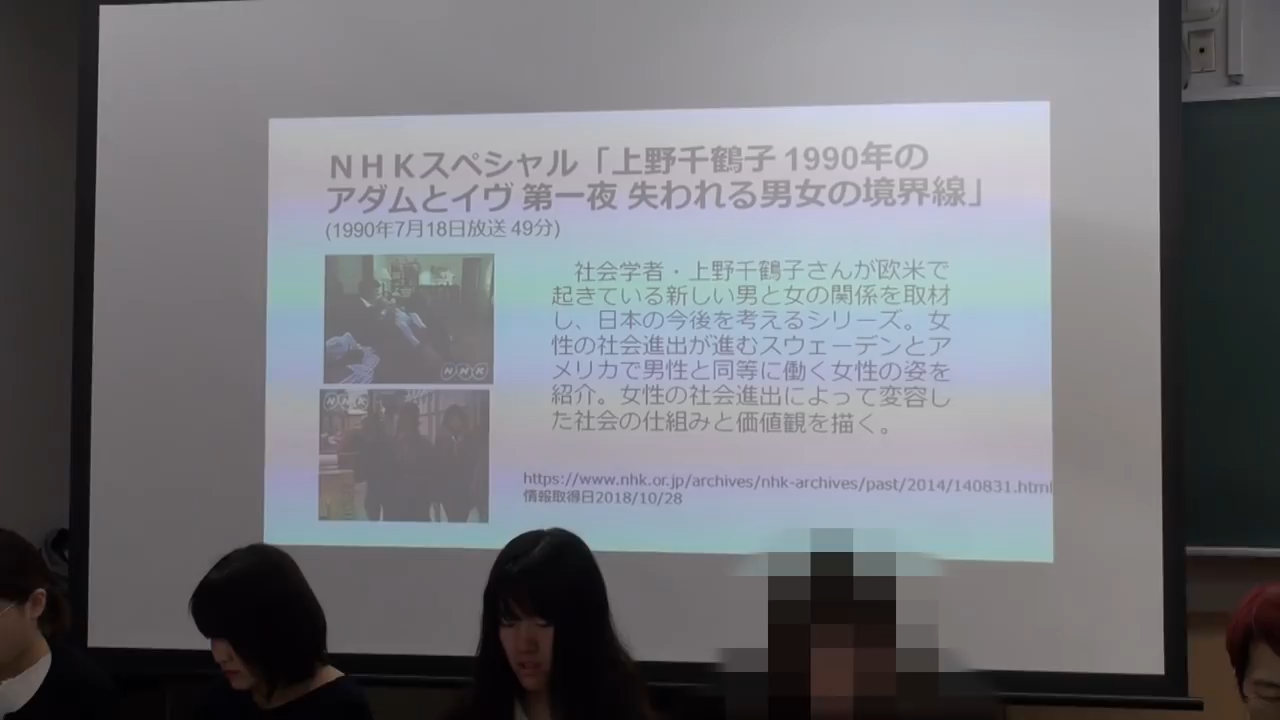 NHKスペシャル「上野千鶴子 1990年の
アダムとイヴ 第一夜 失われる男女の境界線」
(1990年7月18日放送 49分)
社会学者・上野千鶴子さんが欧米で
起きている新しい男と女の関係を取材
し、日本の今後を考えるシリーズ。女
性の社会進出が進むスウェーデンとア
メリカで男性と同等に働く女性の姿を
紹介。女性の社会進出によって変容し
た社会の仕組みと価値観を描く。
NHK
NHK
https://www.nhk.or.jp/archives/nhk-archives/past/2014/140831.html
情報取得日2018/10/28